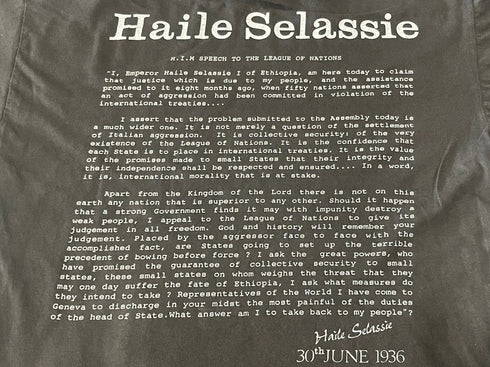 Haile Selassie
H.I.M SPEECH TO THE LEAGUE OF NATIONS
"I, Emperor Haile Selassie I of Ethiopia, am here today to claim
that justice which is due to my people, and the assistance
promised to it eight months ago, when fifty nations asserted that
an act of aggression had been committed in violation of the
international treaties....
I assert that the problem submitted to the Assembly today is
a much wider one. It is not merely a question of the settlement
of Italian aggression. It is collective security: of the very
existence of the League of Nations. It is the confidence that
each State is to place in international treaties. It is the value
of the promises made to small States that their integrity and
their independence shall be respected and ensured.... In a word,
it is, international morality that is at stake.
Apart from the Kingdom of the Lord there is not on this
earth any nation that is superior to any other. Should it happen
that a strong Government finds it may with impunity destroy a
weak people, I appeal to the League of Nations to give its
judgement in all freedom. God and history will remember your
judgement. Placed by the aggressor face to face with the
accomplished fact, are States going to set up the terrible
precedent of bowing before force ? I ask the great powers, who
have promised the guarantee of collective security to small
states, these small states on whom weighs the threat that they
may one day suffer the fate of Ethiopia, I ask what measures do
they intend to take ? Representatives of the World I have come to
Geneva to discharge in your midst the most painful of the duties
of the head of State.What answer am I to take back to my people"?
Haile Selassie
30th JUNE 1936